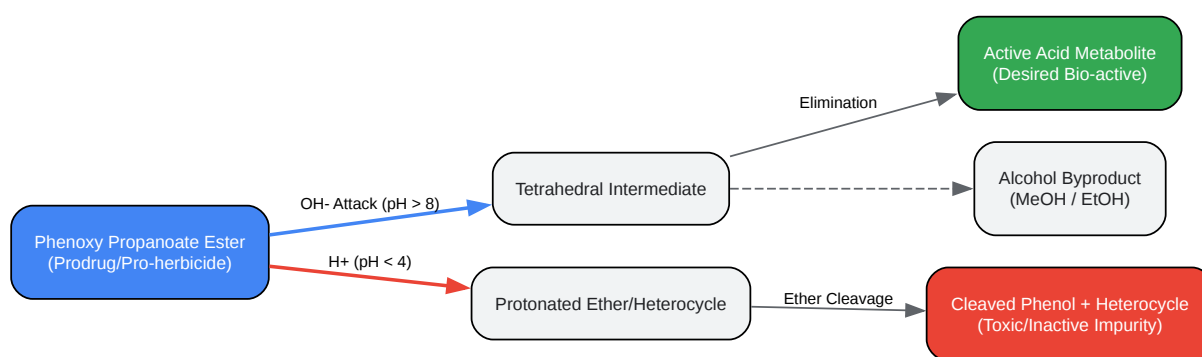 Active Acid Metabolite
(Desired Bio-active)
Elimination
Tetrahedral Intermediate
Alcohol Byproduct
(MeOH / EtOH)
OH- Attack (pH > 8)
Phenoxy Propanoate Ester
(Prodrug/Pro-herbicide)
H+ (pH < 4)
Protonated Ether/Heterocycle
Ether Cleavage
Cleaved Phenol + Heterocycle
(Toxic/Inactive Impurity)